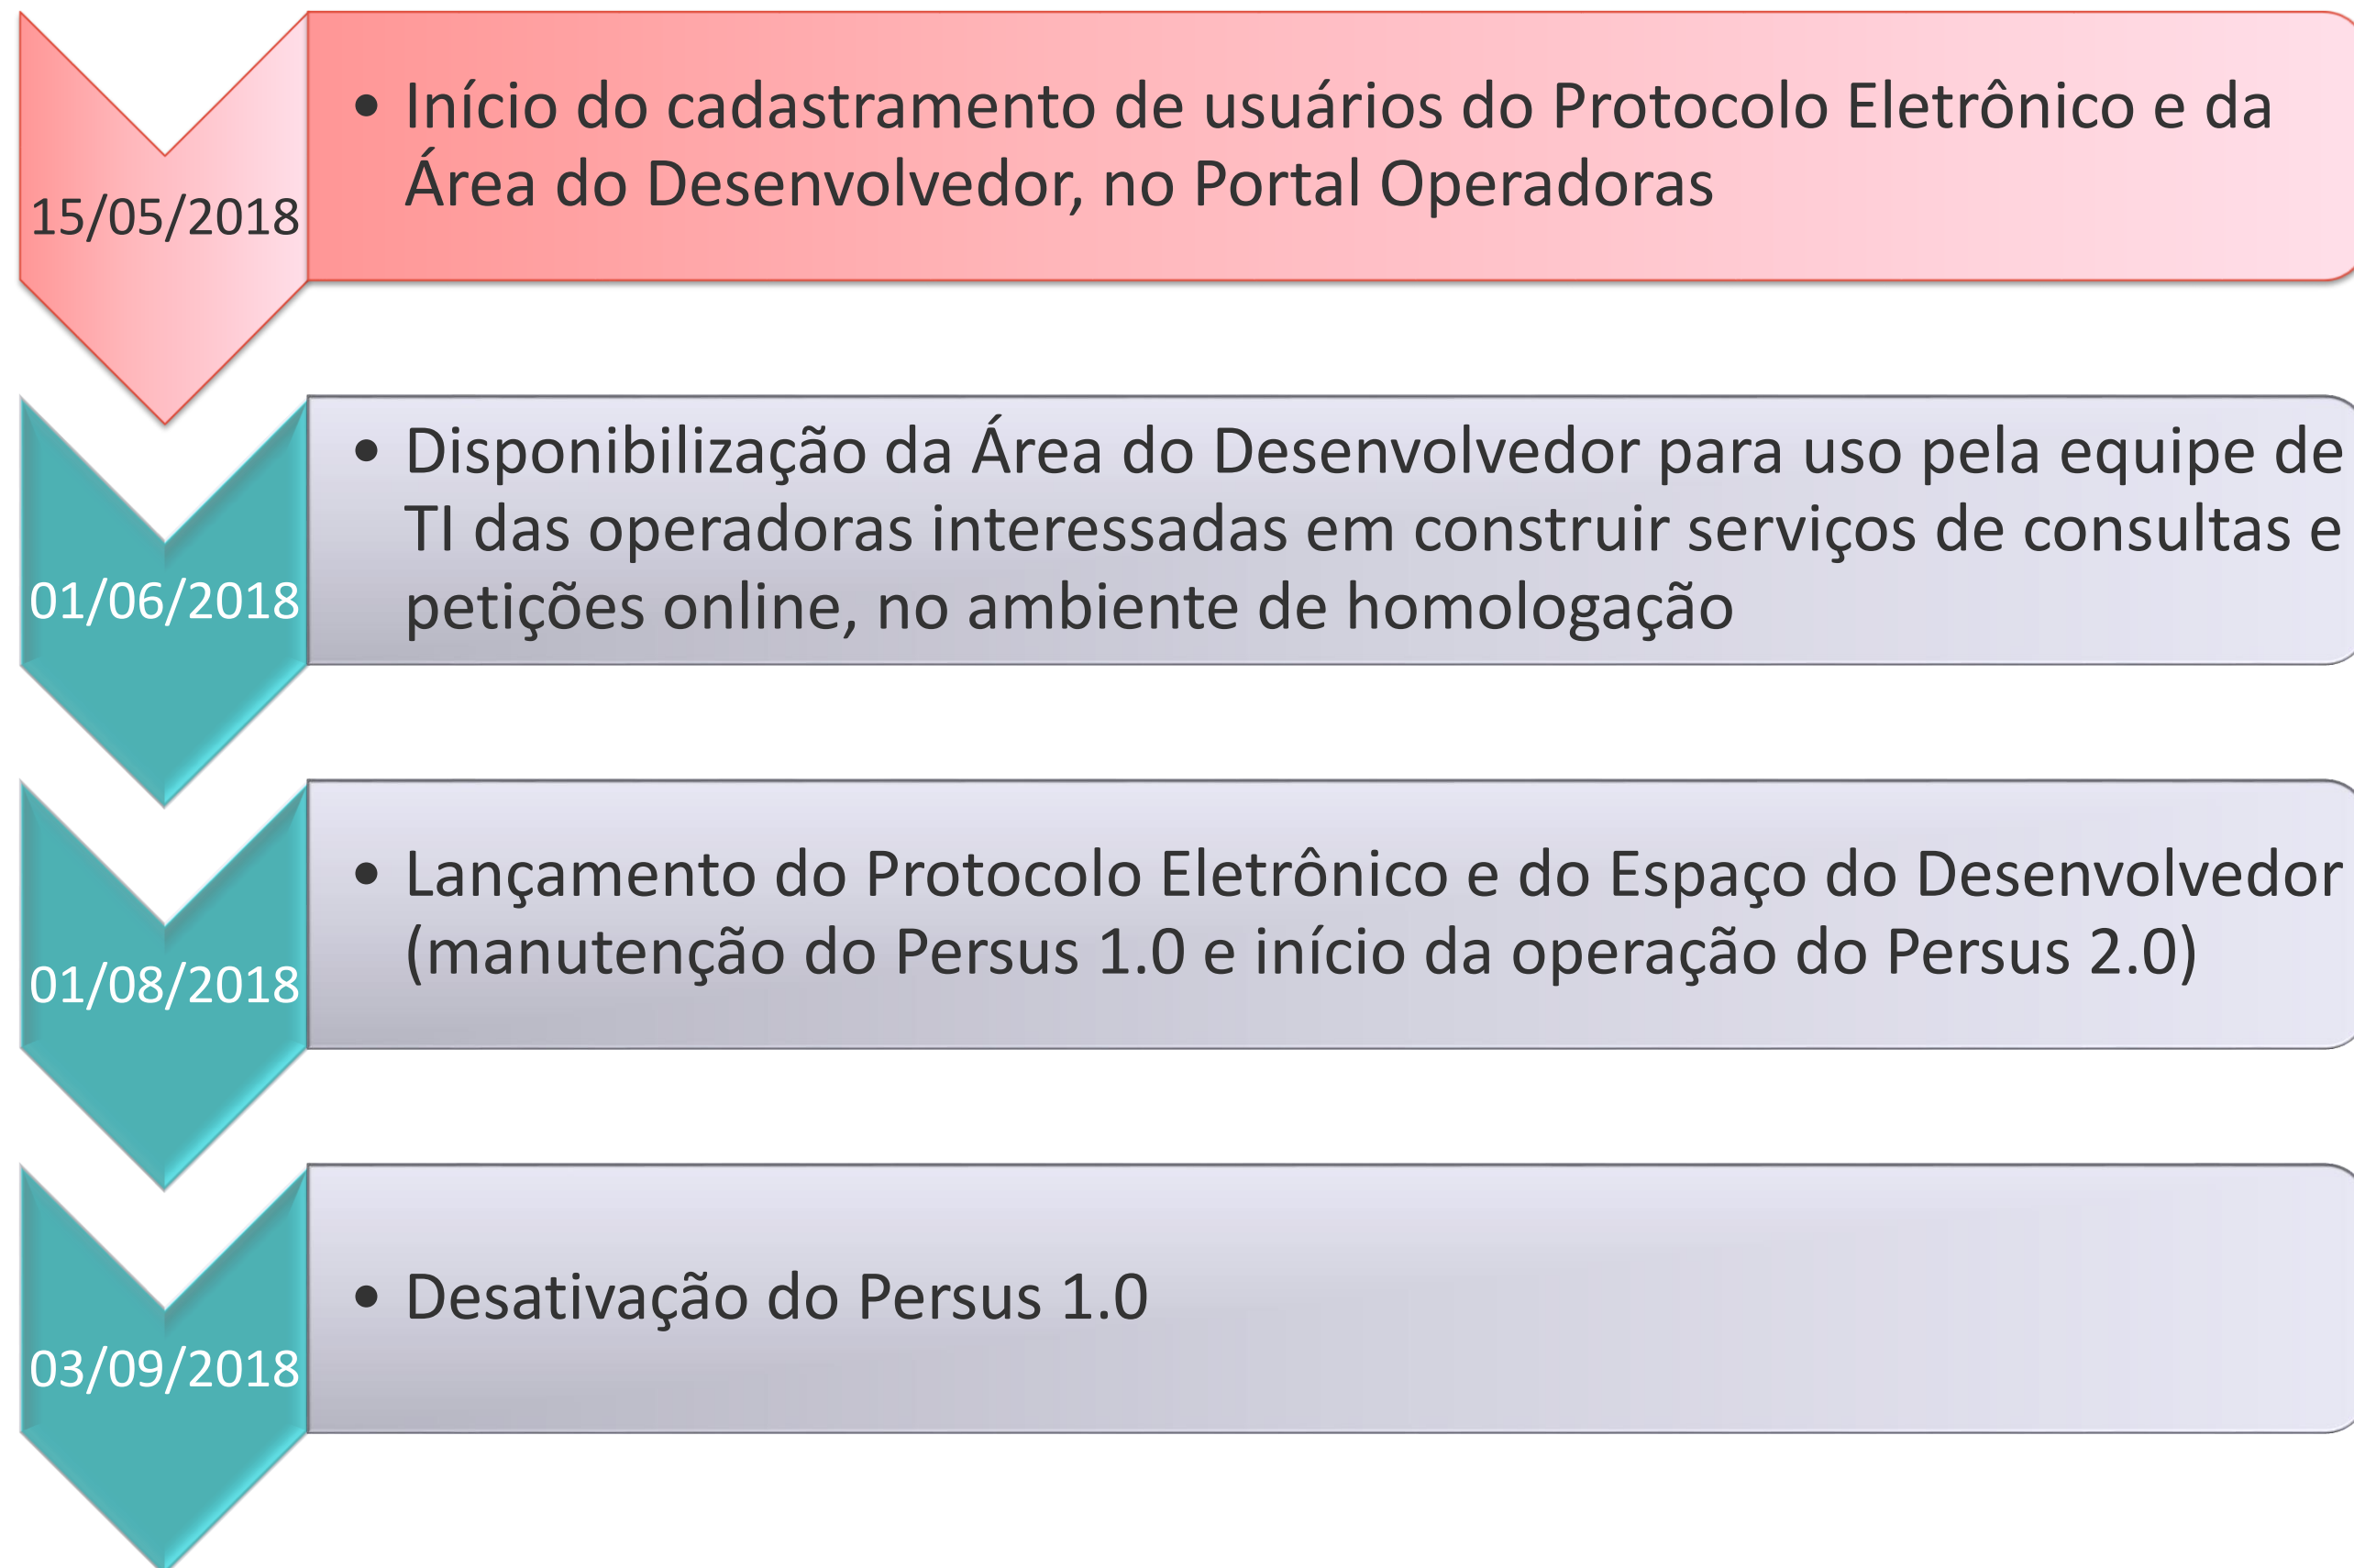 15/05/2018
• Início do cadastramento de usuários do Protocolo Eletrônico e da
Área do Desenvolvedor, no Portal Operadoras
01/06/2018
• Disponibilização da Área do Desenvolvedor para uso pela equipe de
TI das operadoras interessadas em construir serviços de consultas e
petições online, no ambiente de homologação
01/08/2018
• Lançamento do Protocolo Eletrônico e do Espaço do Desenvolvedor
(manutenção do Persus 1.0 e início da operação do Persus 2.0)
03/09/2018
• Desativação do Persus 1.0